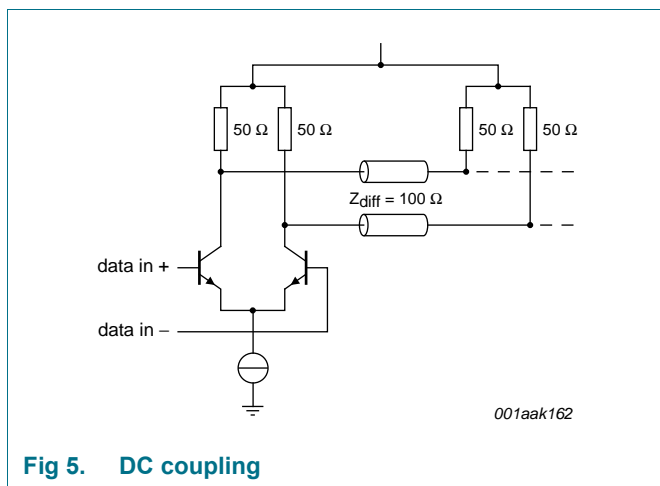 50 Ω 50 Ω 50 Ω 50 Ω
Zdiff = 100 Ω
data in +
data in −
001aak162
Fig 5. DC coupling